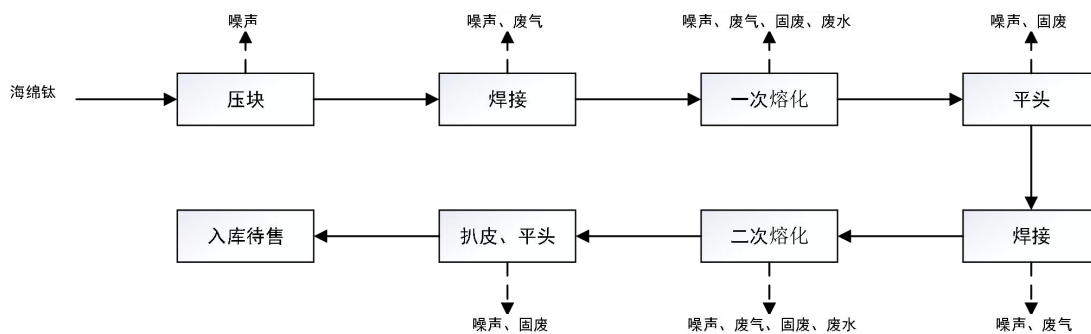 噪声
噪声、废气
噪声、废气、固废、废水
噪声、固废
海绵钛
压块
焊接
一次熔化
平头
入库待售
扒皮、平头
二次熔化
焊接
噪声、固废
噪声、废气、固废、废水
噪声、废气